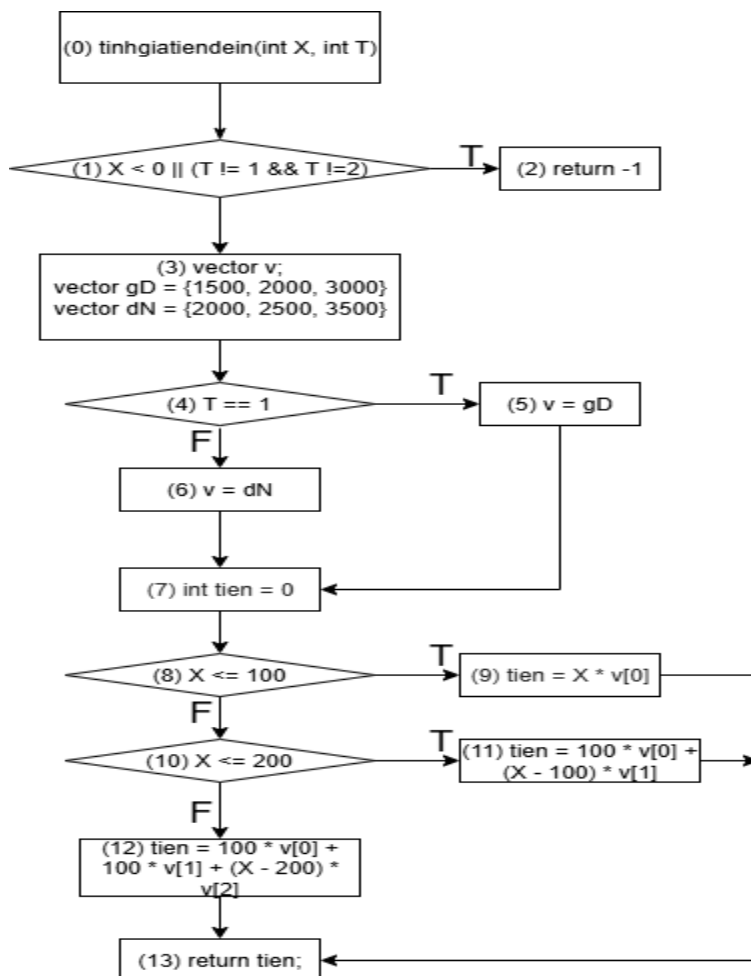 (0) tinhgiatiendein(int X, int T)
(1) X < 0 || (T != 1 && T !=2)
T
(2) return -1
(3) vector v;
vector gD = {1500, 2000, 3000}
vector dN = {2000, 2500, 3500}
(4) T == 1
T
(5) v = gD
F
(6) v = dN
(7) int tien = 0
(8) X <= 100
T
(9) tien = X * v[0]
F
(10) X <= 200
T
(11) tien = 100 * v[0] +
(X - 100) * v[1]
F
(12) tien = 100 * v[0] +
100 * v[1] + (X - 200) *
v[2]
(13) return tien;